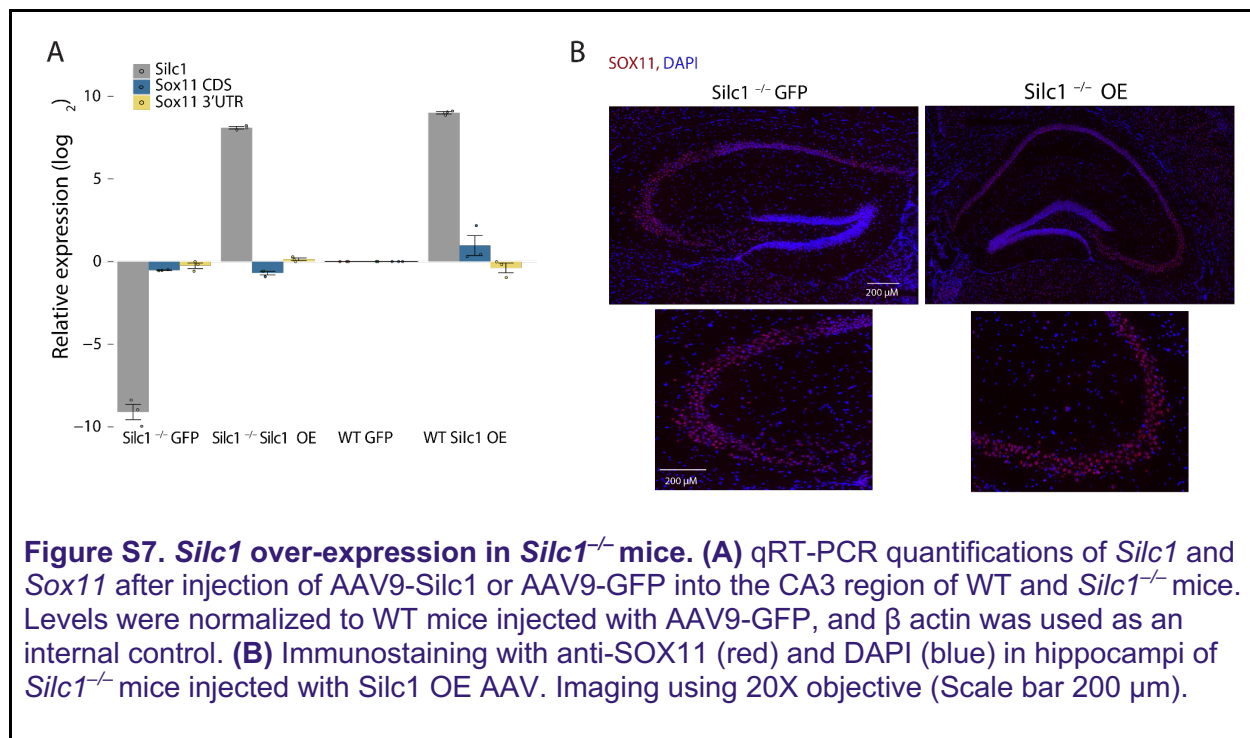 A
Silc1
Sox11 CDS
Sox11 3'UTR
Relative expression (log 2)
10
5
0
−5
−10
Silc1 −/− GFP
Silc1 −/− Silc1 OE
WT GFP
WT Silc1 OE
B
SOX11, DAPI
Silc1 −/− GFP
Silc1 −/− OE
200 µM
200 µM
Figure S7. Silc1 over-expression in Silc1–/– mice. (A) qRT-PCR quantifications of Silc1 and
Sox11 after injection of AAV9-Silc1 or AAV9-GFP into the CA3 region of WT and Silc1–/– mice.
Levels were normalized to WT mice injected with AAV9-GFP, and β actin was used as an
internal control. (B) Immunostaining with anti-SOX11 (red) and DAPI (blue) in hippocampi of
Silc1–/– mice injected with Silc1 OE AAV. Imaging using 20X objective (Scale bar 200 µm).